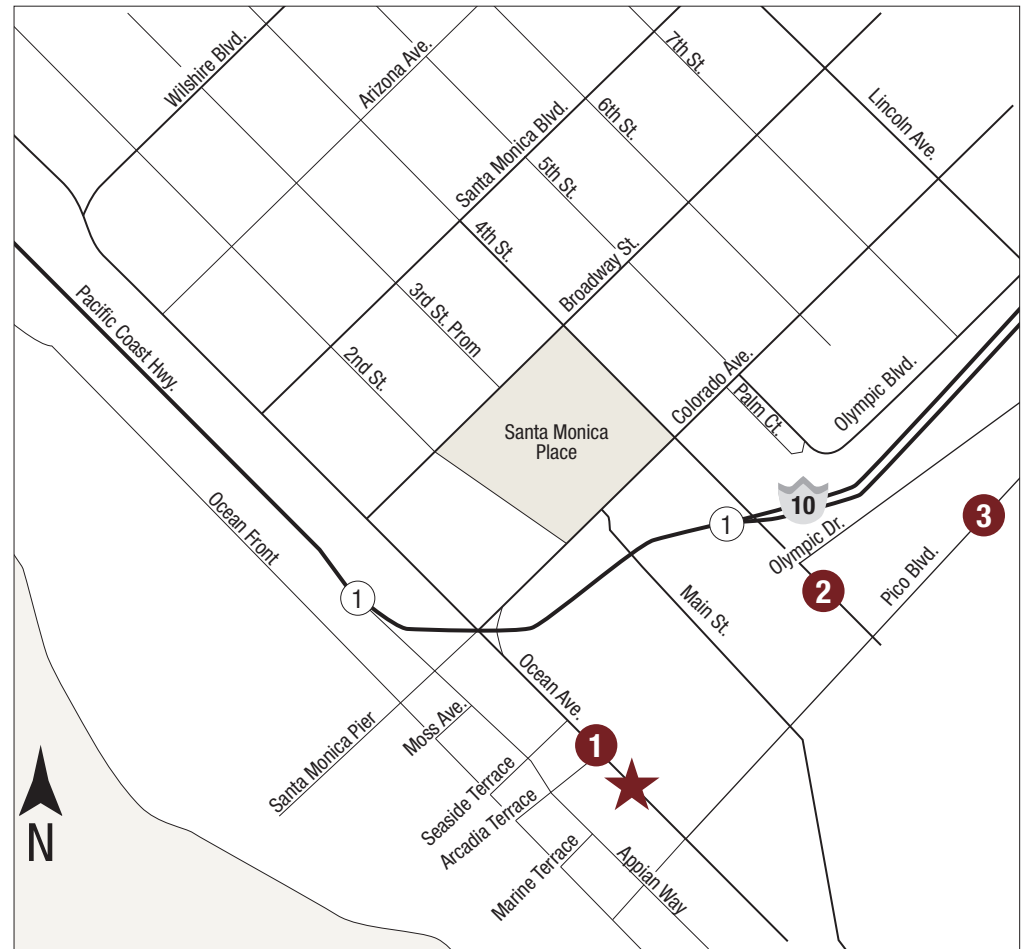 Wilshire Blvd.
Arizona Ave.
7th St.
Lincoln Ave.
Santa Monica Blvd.
6th St.
5th St.
4th St.
Broadway St.
3rd St. Prom
2nd St.
Pacific Coast Hwy.
Colorado Ave.
Palm Ct.
Olympic Blvd.
Santa Monica
Place
10
1
3
Ocean Front
Olympic Dr.
Pico Blvd.
2
1
Main St.
Ocean Ave.
Moss Ave.
Santa Monica Pier
1
Seaside Terrace
Arcadia Terrace
Marine Terrace
Appian Way
N